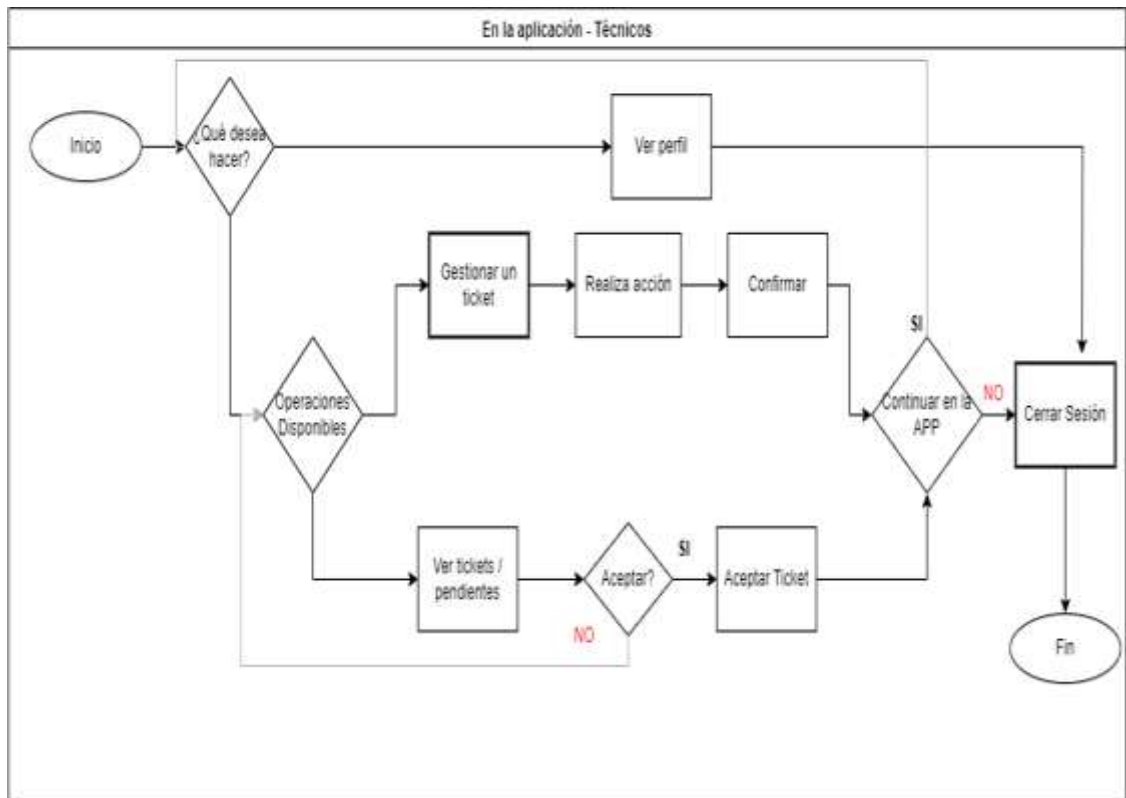 En la aplicación - Técnicos
Inicio
¿Qué desea
hacer?
Ver perfil
Gestionar un
ticket
Realiza acción
Confirmar
SI
Operaciones
Disponibles
Continuar en la
APP
NO
Cerrar Sesión
Ver tickets /
pendientes
Aceptar?
SI
Aceptar Ticket
NO
Fin